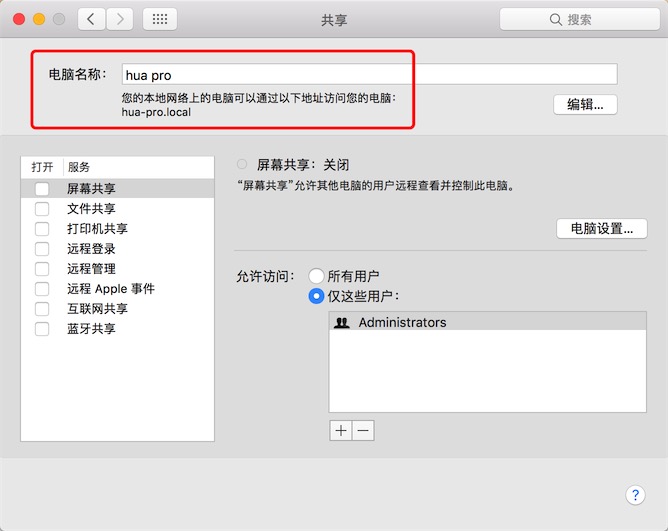 共享
搜索
电脑名称：
hua pro
您的本地网络上的电脑可以通过以下地址访问您的电脑：
hua-pro.local
编辑...
打开 服务
屏幕共享
文件共享
打印机共享
远程登录
远程管理
远程 Apple 事件
互联网共享
蓝牙共享
屏幕共享：关闭
“屏幕共享”允许其他电脑的用户远程查看并控制此电脑。
电脑设置...
允许访问：
所有用户
仅这些用户：
Administrators
+ −
?